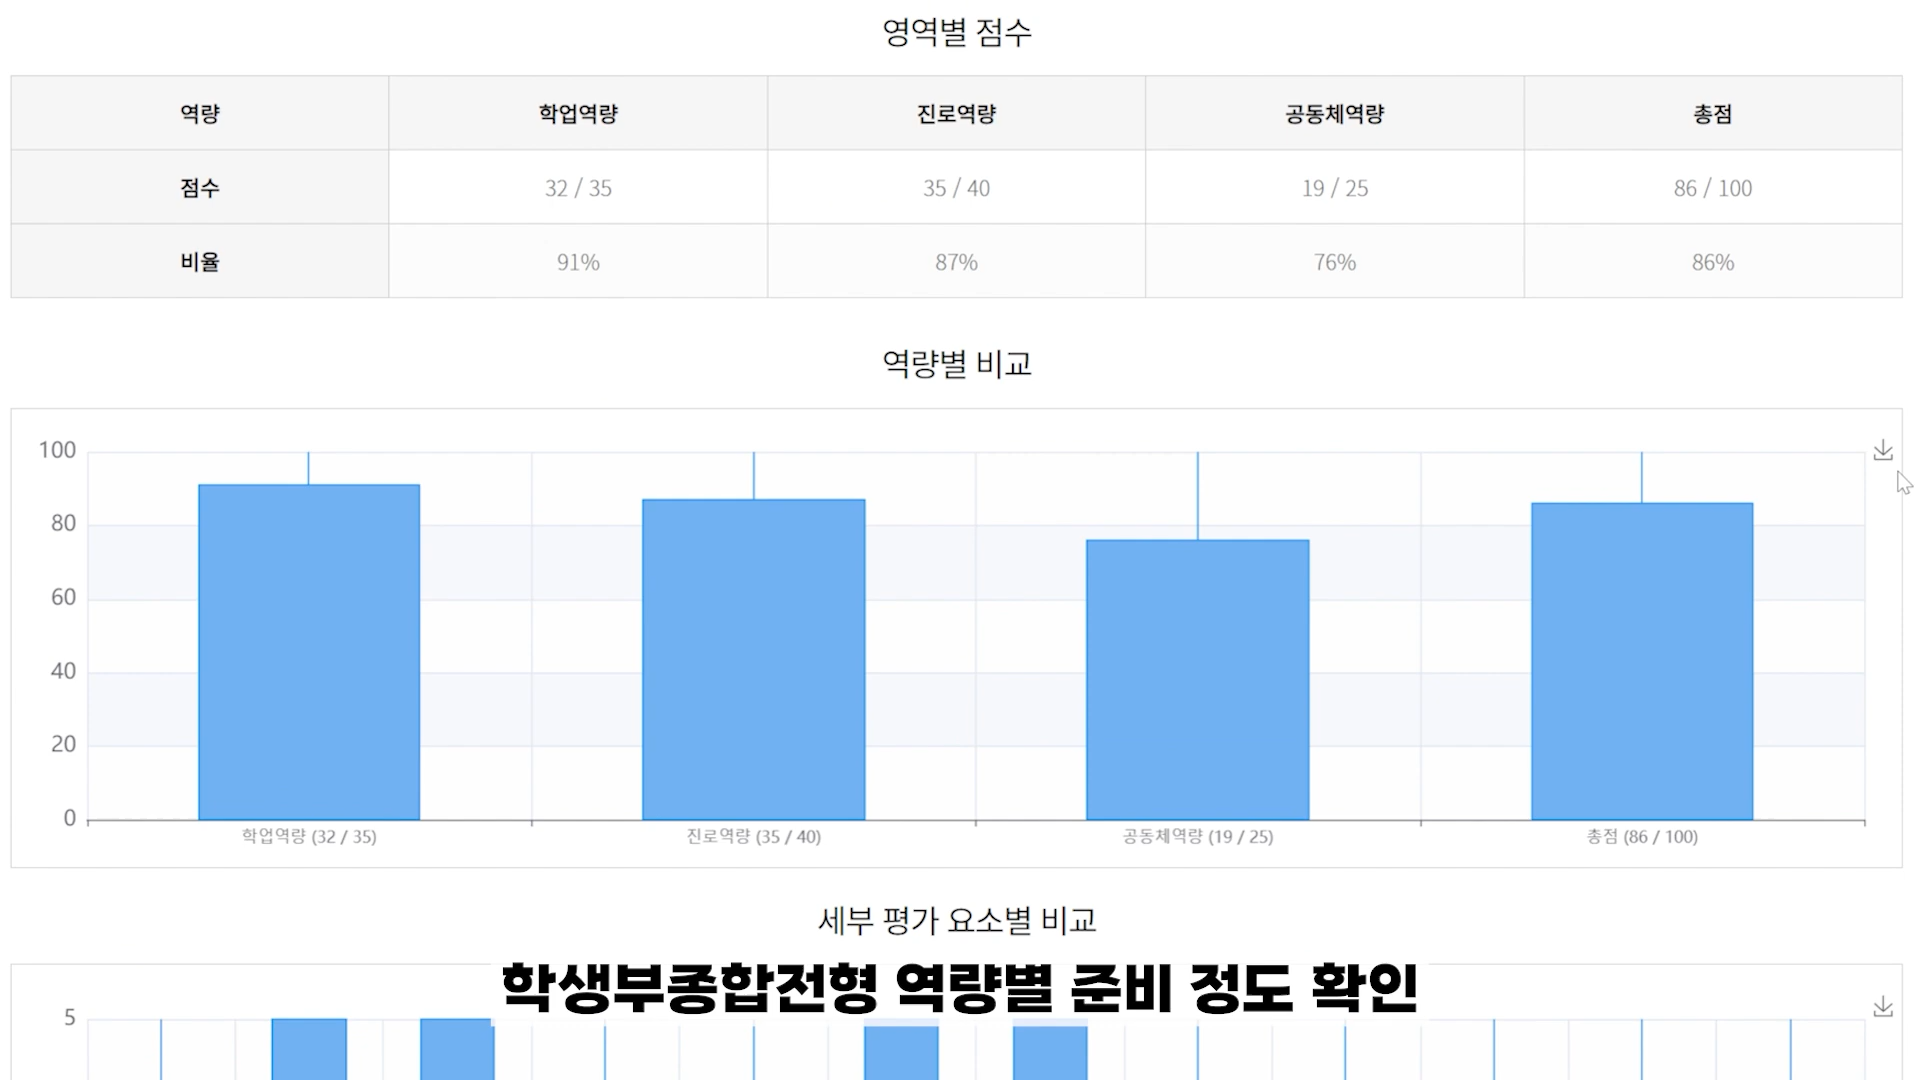 영역별 점수
역량 학업역량 진로역량 공동체역량 총점
점수 32 / 35 35 / 40 19 / 25 86 / 100
비율 91% 87% 76% 86%
역량별 비교
100
80
60
40
20
0
학업역량 (32 / 35) 진로역량 (35 / 40) 공동체역량 (19 / 25) 총점 (86 / 100)
세부 평가 요소별 비교
학생부종합전형 역량별 준비 정도 확인
5